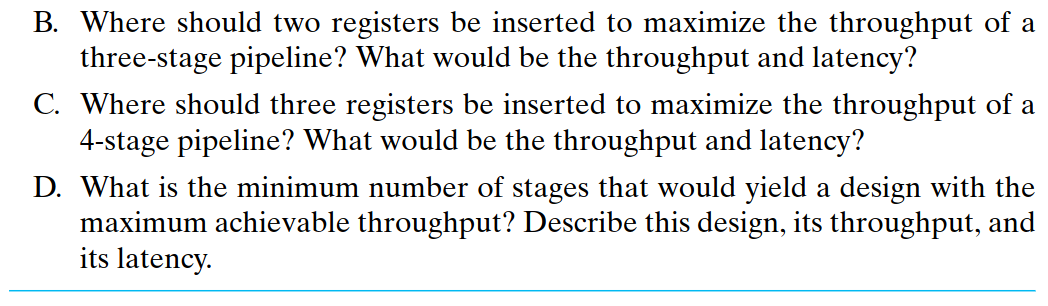 B. Where should two registers be inserted to maximize the throughput of a
three-stage pipeline? What would be the throughput and latency?
C. Where should three registers be inserted to maximize the throughput of a
4-stage pipeline? What would be the throughput and latency?
D. What is the minimum number of stages that would yield a design with the
maximum achievable throughput? Describe this design, its throughput, and
its latency.